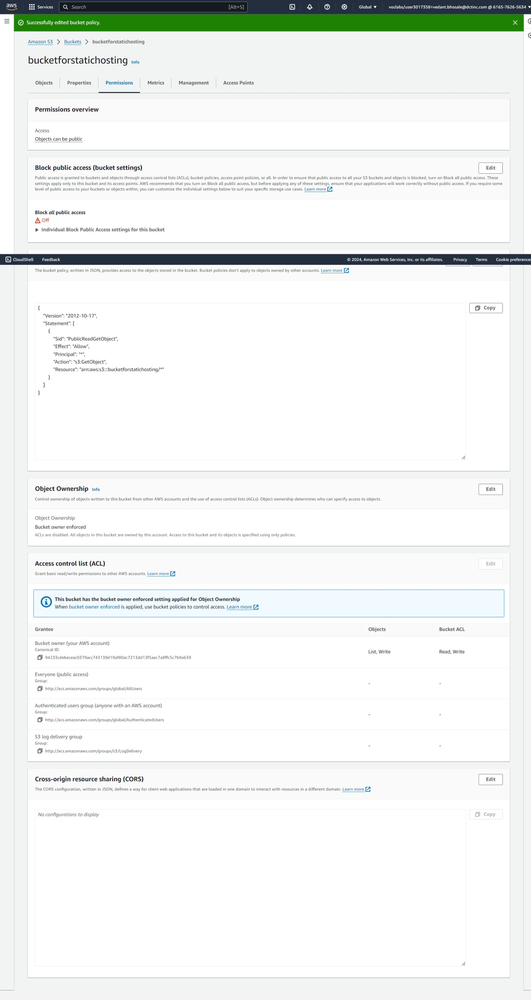 aws
Services
Search
[Alt+S]
Global
voclabs/user3017358=vedant.bhosale@dctinc.com @ 6165-7626-5634
Successfully edited bucket policy.
Amazon S3
Buckets
bucketforstatichosting
bucketforstatichosting
Info
Objects
Properties
Permissions
Metrics
Management
Access Points
Permissions overview
Access
Objects can be public
Block public access (bucket settings)
Edit
Public access is granted to buckets and objects through access control lists (ACLs), bucket policies, access point policies, or all. In order to ensure that public access to all your S3 buckets and objects is blocked, turn on Block all public access. These
settings apply only to this bucket and its access points. AWS recommends that you turn on Block all public access, but before applying any of these settings, ensure that your applications will work correctly without public access. If you require some
level of public access to your buckets or objects within, you can customize the individual settings below to suit your specific storage use cases. Learn more
Block all public access
Off
Individual Block Public Access settings for this bucket
CloudShell
Feedback
© 2024, Amazon Web Services, Inc. or its affiliates.
Privacy
Terms
Cookie preferences
The bucket policy, written in JSON, provides access to the objects stored in the bucket. Bucket policies don't apply to objects owned by other accounts. Learn more
Copy
{
"Version": "2012-10-17",
"Statement": [
{
"Sid": "PublicReadGetObject",
"Effect": "Allow",
"Principal": "*",
"Action": "s3:GetObject",
"Resource": "arn:aws:s3:::bucketforstatichosting/*"
}
]
}
Object Ownership
Info
Edit
Control ownership of objects written to this bucket from other AWS accounts and the use of access control lists (ACLs). Object ownership determines who can specify access to objects.
Object Ownership
Bucket owner enforced
ACLs are disabled. All objects in this bucket are owned by this account. Access to this bucket and its objects is specified using only policies.
Access control list (ACL)
Edit
Grant basic read/write permissions to other AWS accounts. Learn more
This bucket has the bucket owner enforced setting applied for Object Ownership
When bucket owner enforced is applied, use bucket policies to control access. Learn more
Grantee
Objects
Bucket ACL
Bucket owner (your AWS account)
Canonical ID:
94233cdebeceac0379acc743139d19af80ac7213dd13f5aec7a8ffc5c7b9a639
List, Write
Read, Write
Everyone (public access)
Group:
http://acs.amazonaws.com/groups/global/AllUsers
-
-
Authenticated users group (anyone with an AWS account)
Group:
http://acs.amazonaws.com/groups/global/AuthenticatedUsers
-
-
S3 log delivery group
Group:
http://acs.amazonaws.com/groups/s3/LogDelivery
-
-
Cross-origin resource sharing (CORS)
Edit
The CORS configuration, written in JSON, defines a way for client web applications that are loaded in one domain to interact with resources in a different domain. Learn more
No configurations to display
Copy